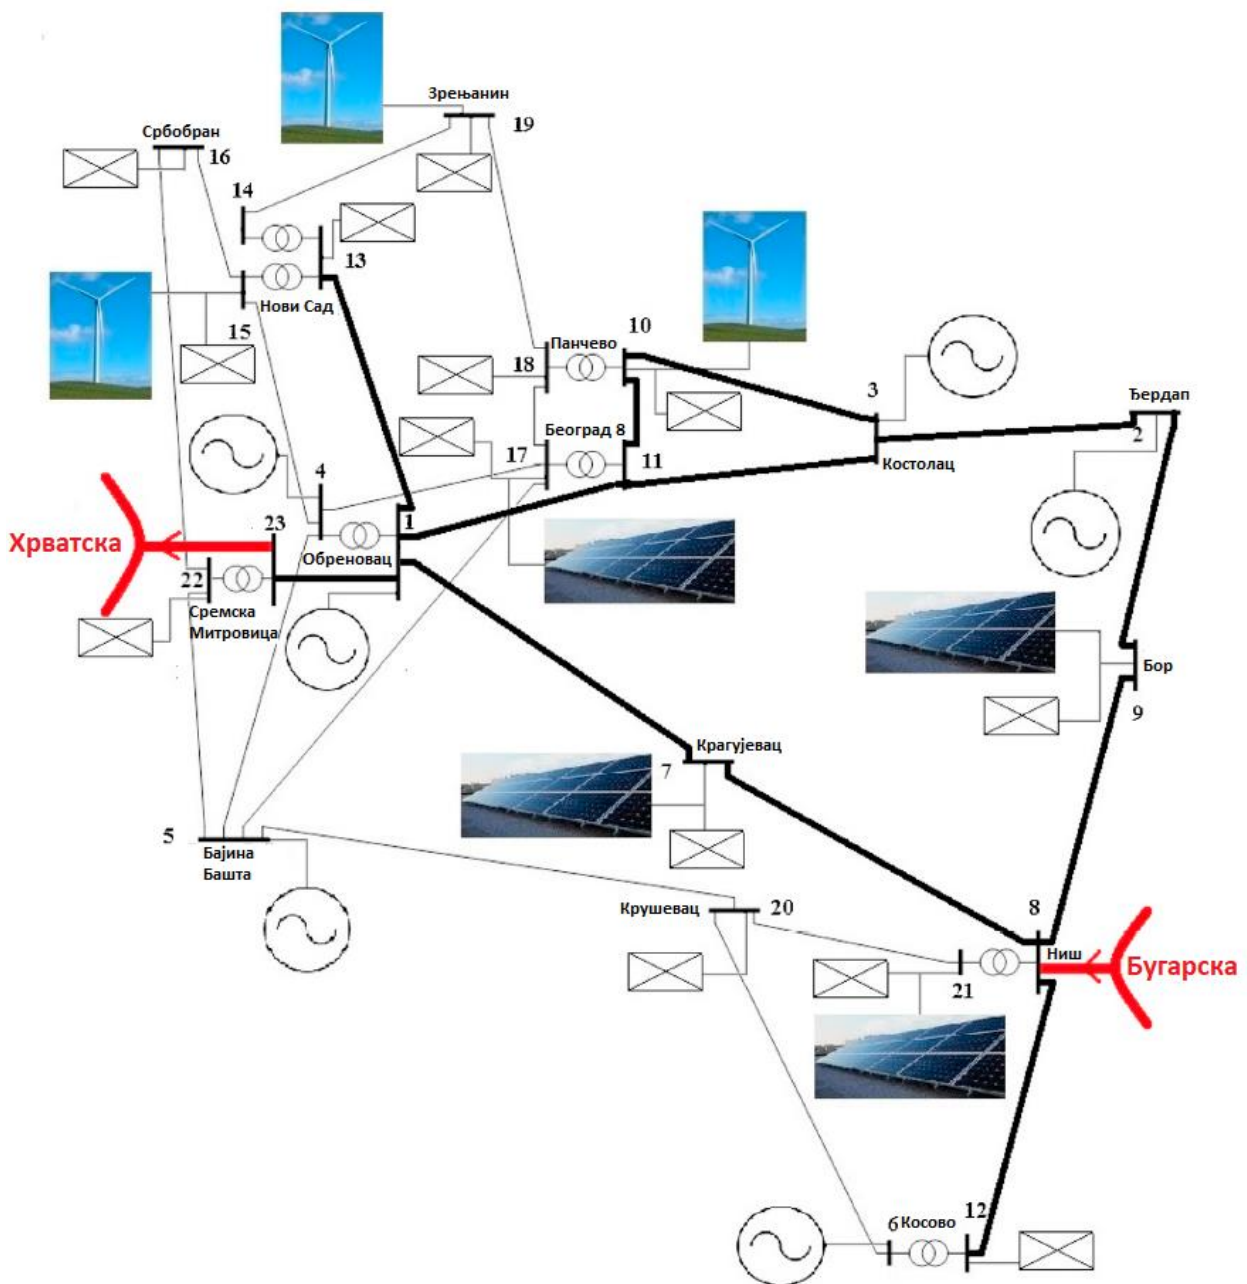 Зрењанин
19
Србобран
16
14
13
Нови Сад
15
10
Панчево
18
3
Ђердап
2
Београд 8
17
11
Костолац
4
23
1
Хрватска
Обреновац
22
Сремска
Митровица
Бор
9
Крагујевац
7
5
Бајина
Башта
Крушевац
20
8
Ниш
Бугарска
21
12
6
Косово